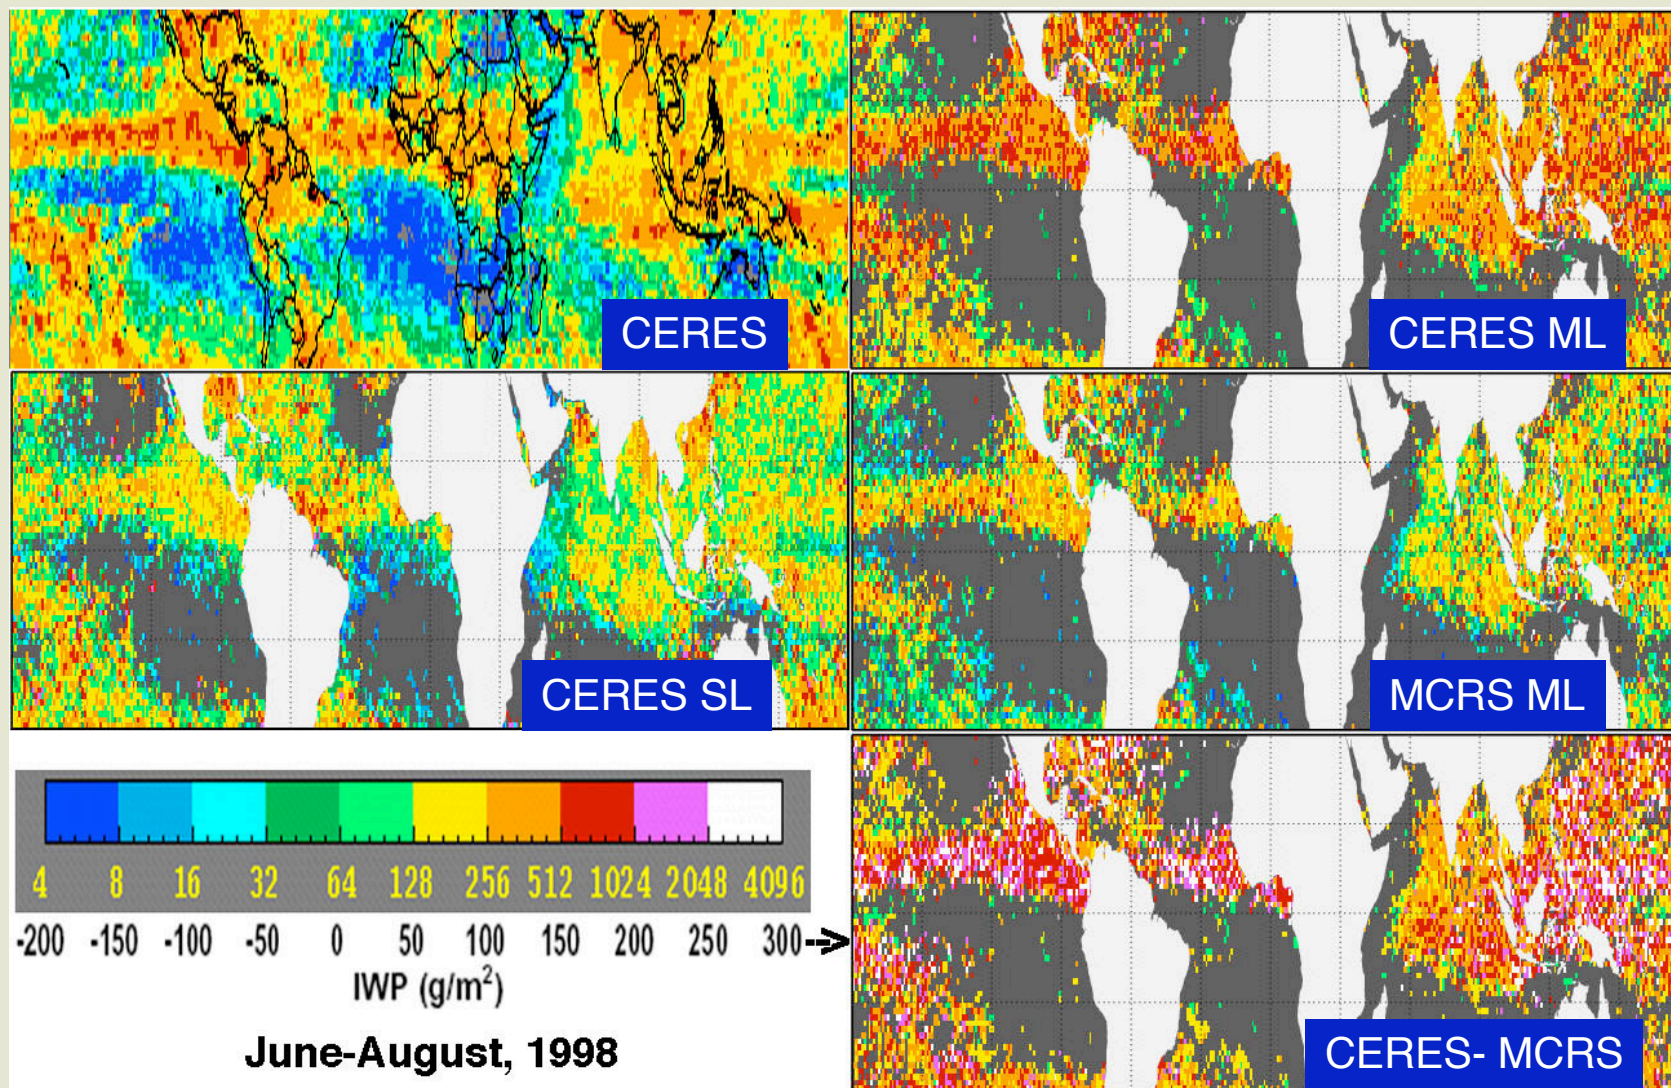 CERES
CERES ML
CERES SL
MCRS ML
4 8 16 32 64 128 256 512 1024 2048 4096
-200 -150 -100 -50 0 50 100 150 200 250 300
IWP (g/m²)
June-August, 1998
CERES- MCRS